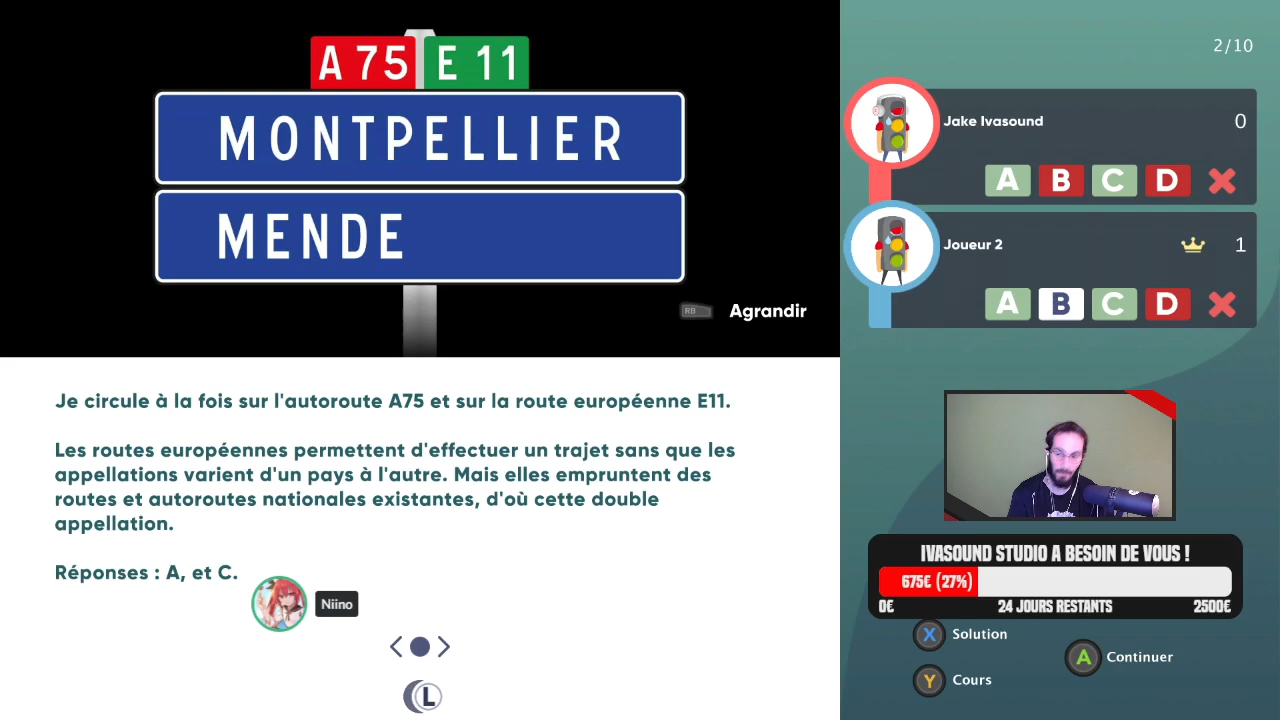 A 75 E 11
MONTPELLIER
MENDE
RB Agrandir
Je circule à la fois sur l'autoroute A75 et sur la route européenne E11.
Les routes européennes permettent d'effectuer un trajet sans que les
appellations varient d'un pays à l'autre. Mais elles empruntent des
routes et autoroutes nationales existantes, d'où cette double
appellation.
Réponses : A, et C.
Niino
L
2/10
Jake Ivasound 0
A B C D
Joueur 2 1
A B C D
IVASOUND STUDIO A BESOIN DE VOUS !
675€ (27%)
0€ 24 JOURS RESTANTS 2500€
X Solution
A Continuer
Y Cours